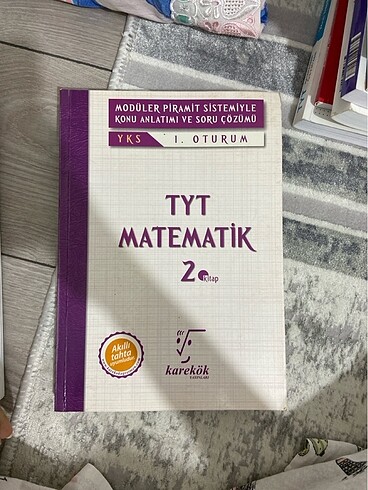 MODÜLER PİRAMİT SİSTEMİYLE
KONU ANLATIMI VE SORU ÇÖZÜMÜ
YKS 1. OTURUM
TYT
MATEMATİK
2. kitap
Akıllı
tahta
uyumludur.
karekök
YAYINLARI